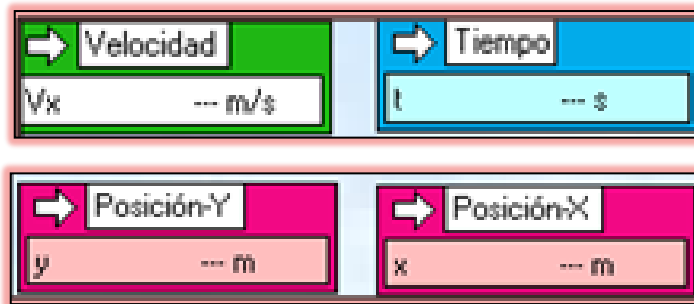 Velocidad
Vx --- m/s
Tiempo
t --- s
Posición-Y
y --- m
Posición-X
x --- m